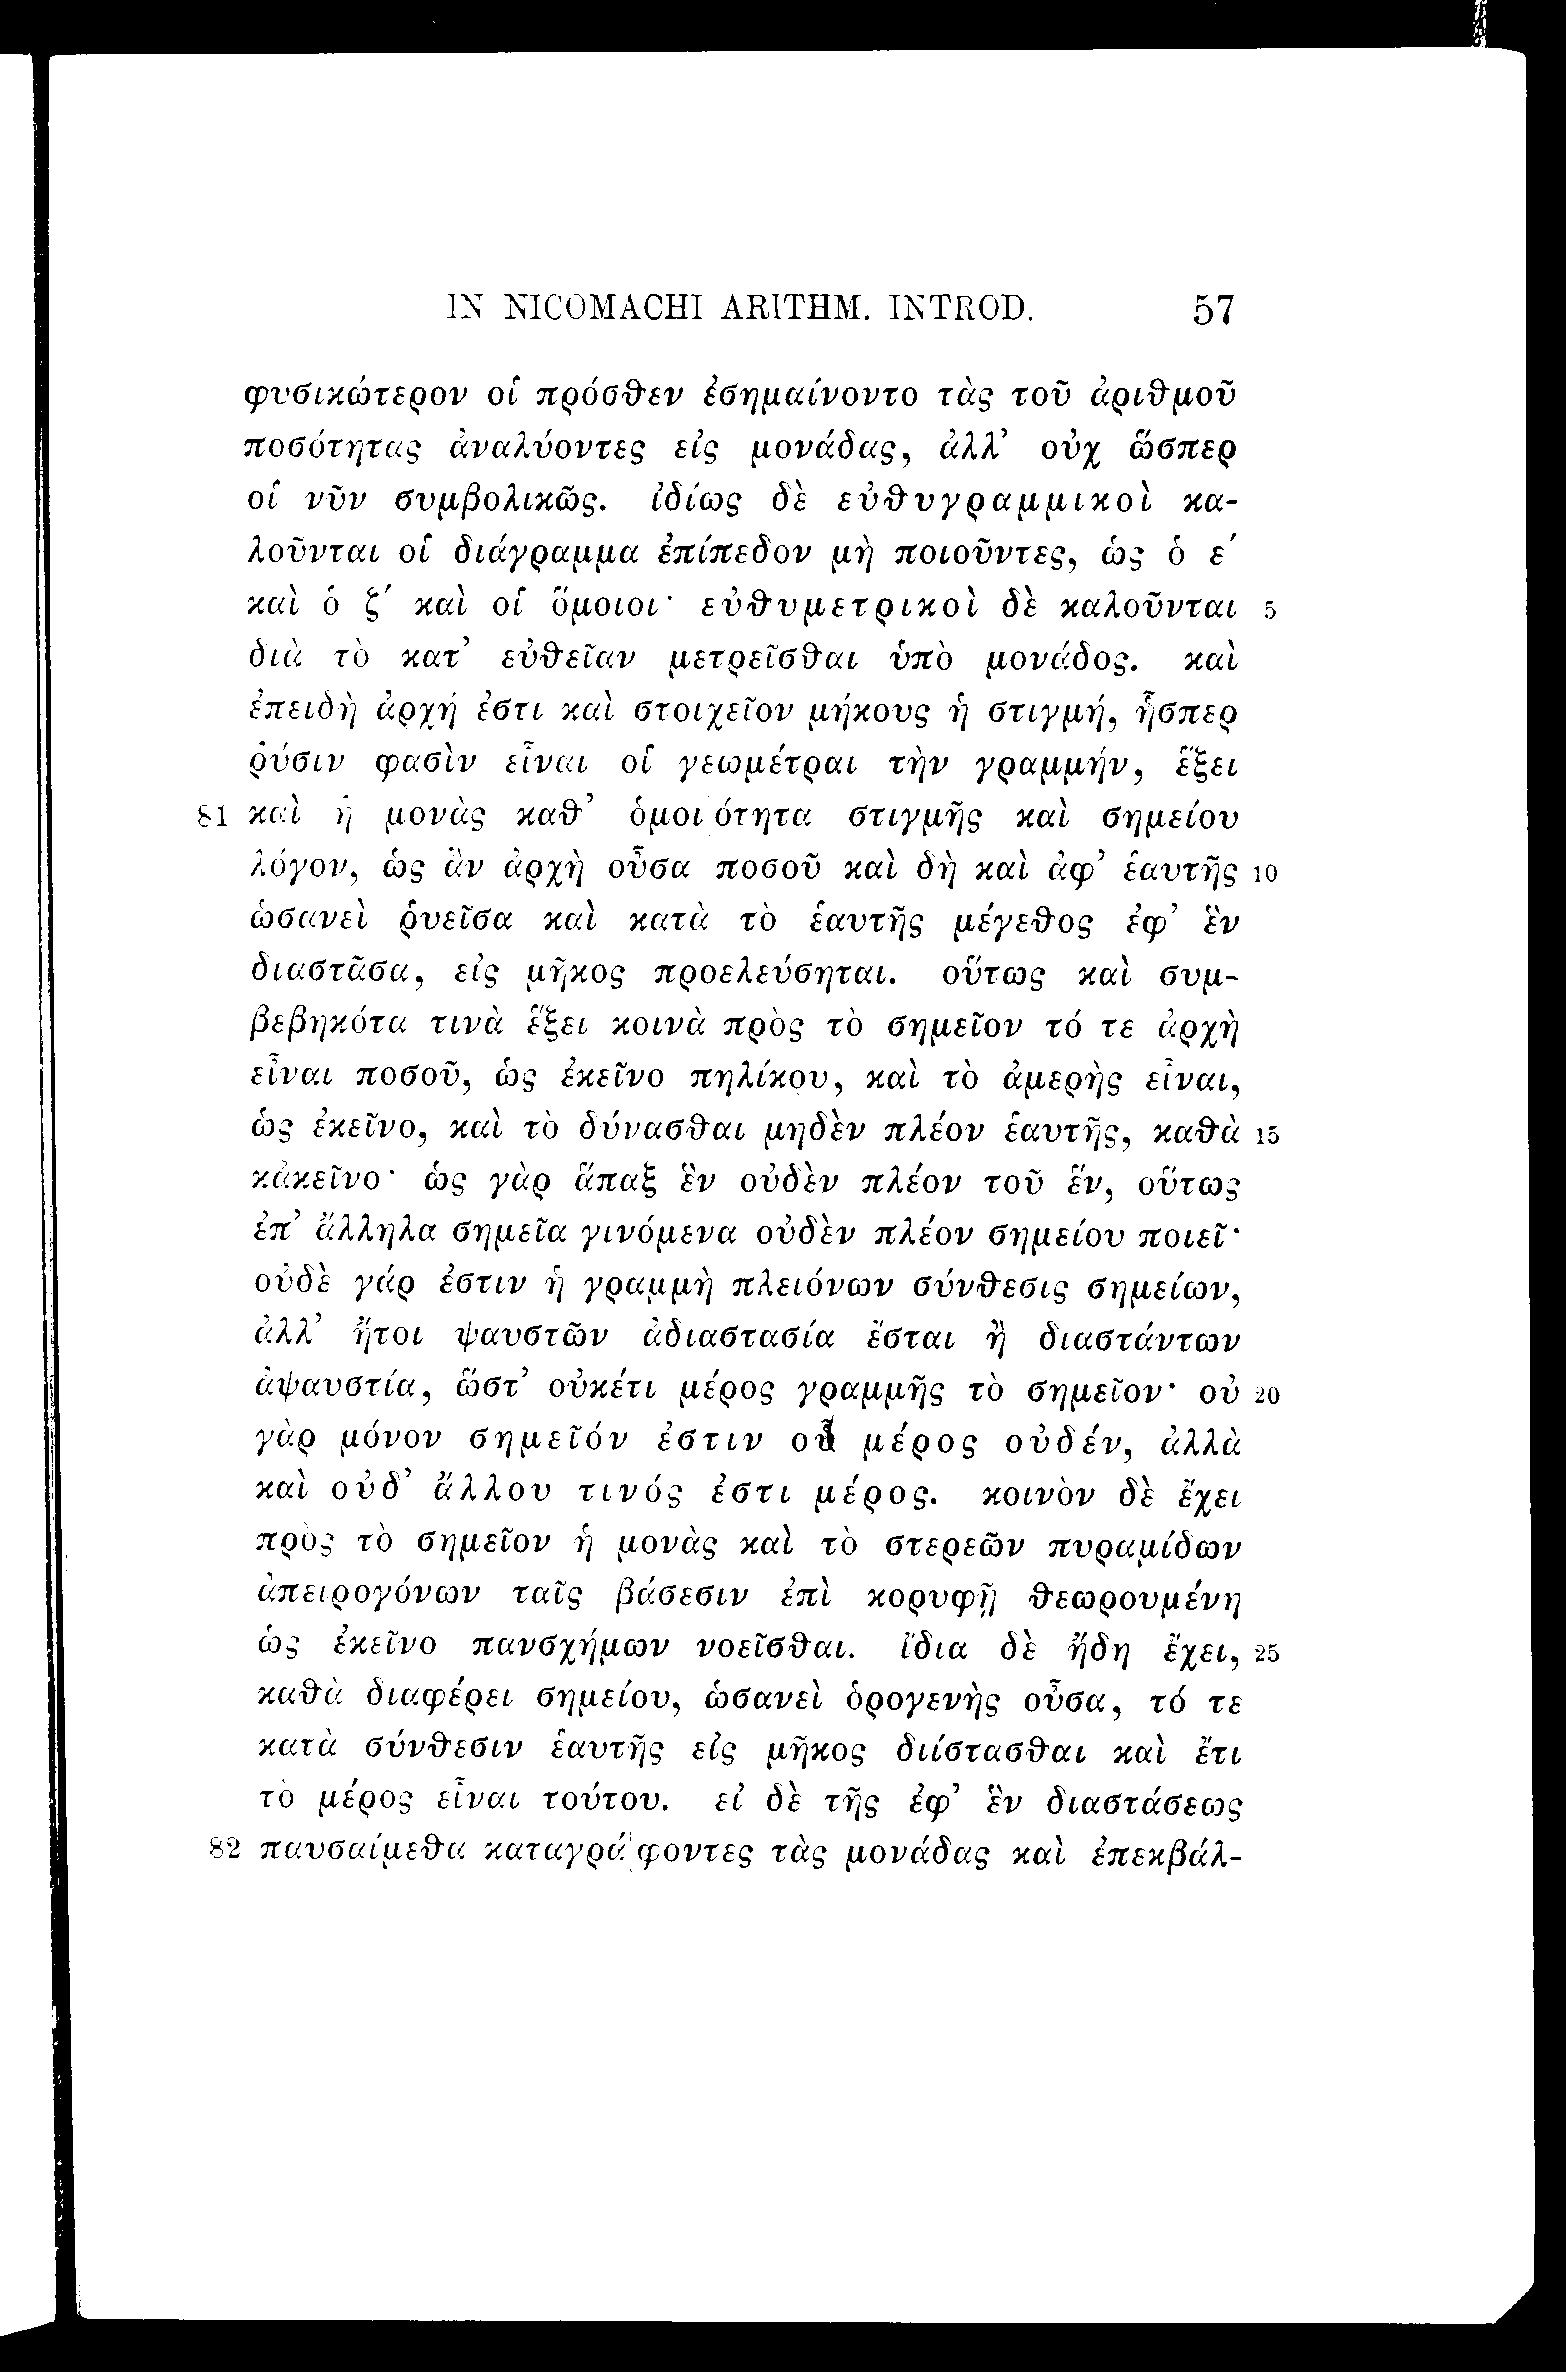 IN NICOMACHI ARITHM. INTROD. 57
φυσικώτερον οἱ πρόσθεν ἐσημαίνοντο τὰς τοῦ ἀριθμοῦ
ποσότητας ἀναλύοντες εἰς μονάδας, ἀλλ' οὐχ ὥσπερ
οἱ νῦν συμβολικῶς. ἰδίως δὲ εὐθυγραμμικοὶ κα-
λοῦνται οἱ διάγραμμα ἐπίπεδον μὴ ποιοῦντες, ὡς ὁ ε΄
καὶ ὁ ζ΄ καὶ οἱ ὅμοιοι· εὐθυμετρικοὶ δὲ καλοῦνται 5
διὰ τὸ κατ' εὐθεῖαν μετρεῖσθαι ὑπὸ μονάδος. καὶ
ἐπειδὴ ἀρχή ἐστι καὶ στοιχεῖον μήκους ἡ στιγμή, ἧσπερ
ῥύσιν φασὶν εἶναι οἱ γεωμέτραι τὴν γραμμήν, ἕξει
81 καὶ ἡ μονὰς καθ' ὁμοι ότητα στιγμῆς καὶ σημείου
λόγον, ὡς ἂν ἀρχὴ οὖσα ποσοῦ καὶ δὴ καὶ ἀφ' ἑαυτῆς 10
ὡσανεὶ ῥυεῖσα καὶ κατὰ τὸ ἑαυτῆς μέγεθος ἐφ' ἓν
διαστᾶσα, εἰς μῆκος προελεύσηται. οὕτως καὶ συμ-
βεβηκότα τινὰ ἕξει κοινὰ πρὸς τὸ σημεῖον τό τε ἀρχὴ
εἶναι ποσοῦ, ὡς ἐκεῖνο πηλίκου, καὶ τὸ ἀμερὴς εἶναι,
ὡς ἐκεῖνο, καὶ τὸ δύνασθαι μηδὲν πλέον ἑαυτῆς, καθὰ 15
κἀκεῖνο· ὡς γὰρ ἅπαξ ἓν οὐδὲν πλέον τοῦ ἕν, οὕτως
ἐπ' ἄλληλα σημεῖα γινόμενα οὐδὲν πλέον σημείου ποιεῖ·
οὐδὲ γάρ ἐστιν ἡ γραμμὴ πλειόνων σύνθεσις σημείων,
ἀλλ' ἤτοι ψαυστῶν ἀδιαστασία ἔσται ἢ διαστάντων
ἀψαυστία, ὥστ' οὐκέτι μέρος γραμμῆς τὸ σημεῖον· οὐ 20
γὰρ μόνον σημεῖόν ἐστιν οὗ μέρος οὐδέν, ἀλλὰ
καὶ οὐδ' ἄλλου τινός ἐστι μέρος. κοινὸν δὲ ἔχει
πρὸς τὸ σημεῖον ἡ μονὰς καὶ τὸ στερεῶν πυραμίδων
ἀπειρογόνων ταῖς βάσεσιν ἐπὶ κορυφῇ θεωρουμένη
ὡς ἐκεῖνο πανσχήμων νοεῖσθαι. ἴδια δὲ ἤδη ἔχει, 25
καθὰ διαφέρει σημείου, ὡσανεὶ ὁρογενὴς οὖσα, τό τε
κατὰ σύνθεσιν ἑαυτῆς εἰς μῆκος διίστασθαι καὶ ἔτι
τὸ μέρος εἶναι τούτου. εἰ δὲ τῆς ἐφ' ἓν διαστάσεως
82 παυσαίμεθα καταγρά φοντες τὰς μονάδας καὶ ἐπεκβάλ-